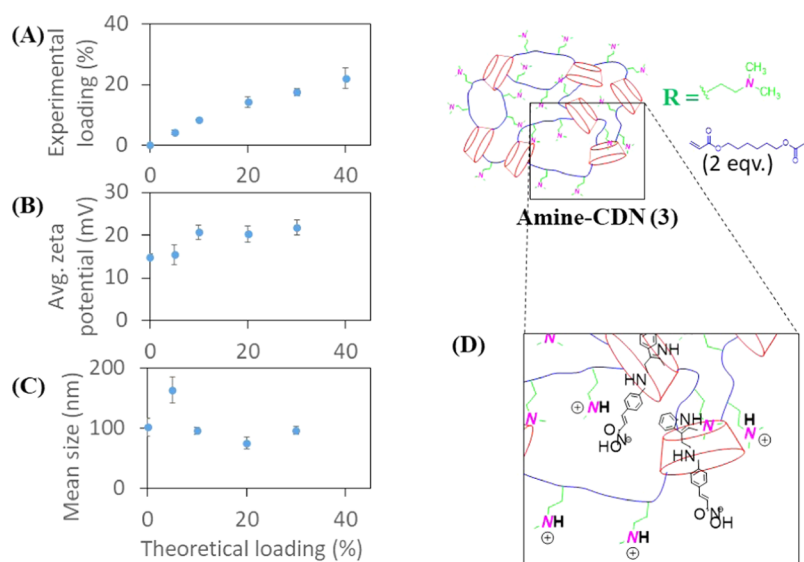 (A)
Experimental
loading (%)
40
20
0
0 20 40
(B)
Avg. zeta
potential (mV)
30
20
10
0
0 20 40
(C)
Mean size (nm)
200
100
0
0 20 40
Theoretical loading (%)
R =
N
CH3
CH3
O
O
O
O
(2 eqv.)
Amine-CDN (3)
(D)
NH
HN
NH
⊕
N
O
N
HO
NH
HN
N
H
N
⊕
O
N
OH
NH
⊕
NH
⊕